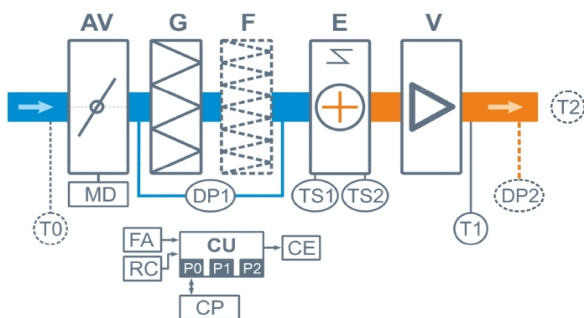 AV G F E V
T2
MD DP1 TS1 TS2 DP2
T0 T1
FA CU CE
RC P0 P1 P2
CP